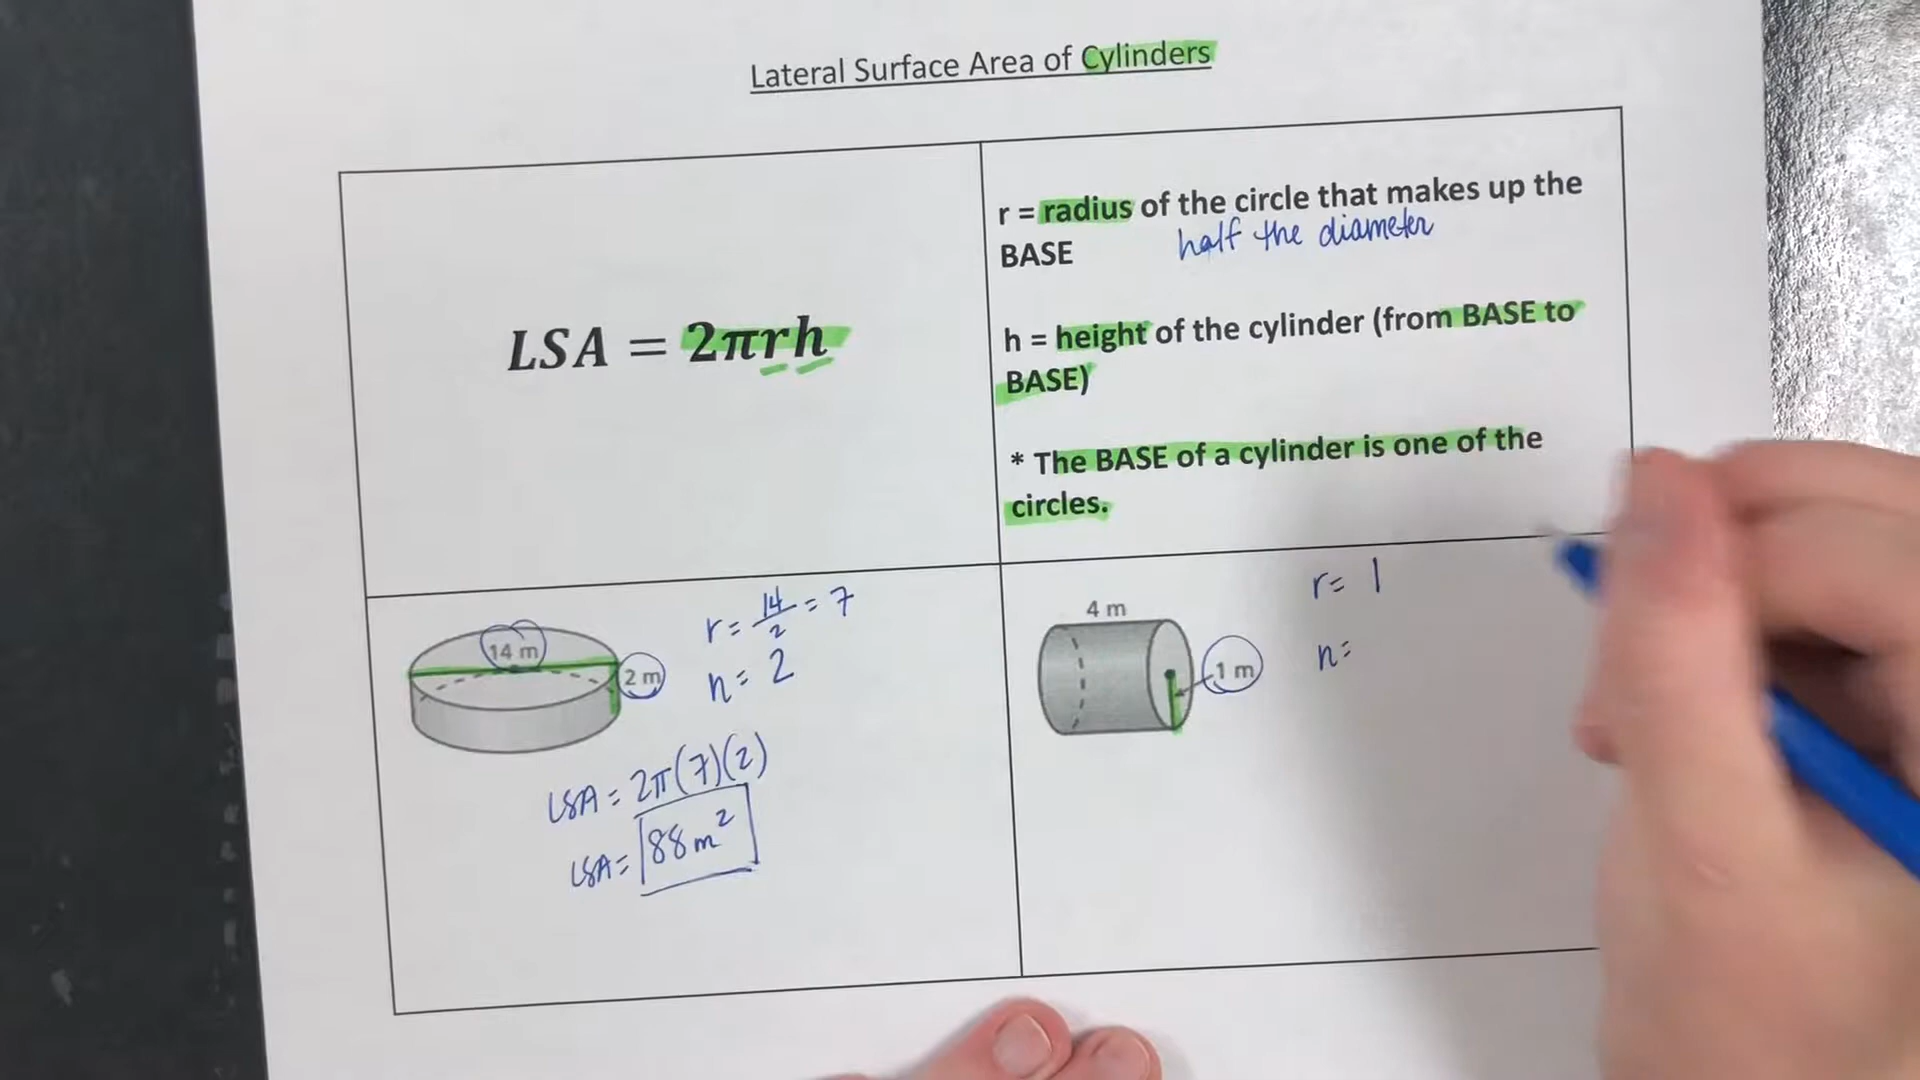 Lateral Surface Area of Cylinders
LSA = 2πrh
r = radius of the circle that makes up the
BASE
half the diameter
h = height of the cylinder (from BASE to
BASE)
* The BASE of a cylinder is one of the
circles.
14 m
2 m
r = 14/2 = 7
h = 2
LSA = 2π(7)(2)
LSA = 88 m²
4 m
1 m
r = 1
h =